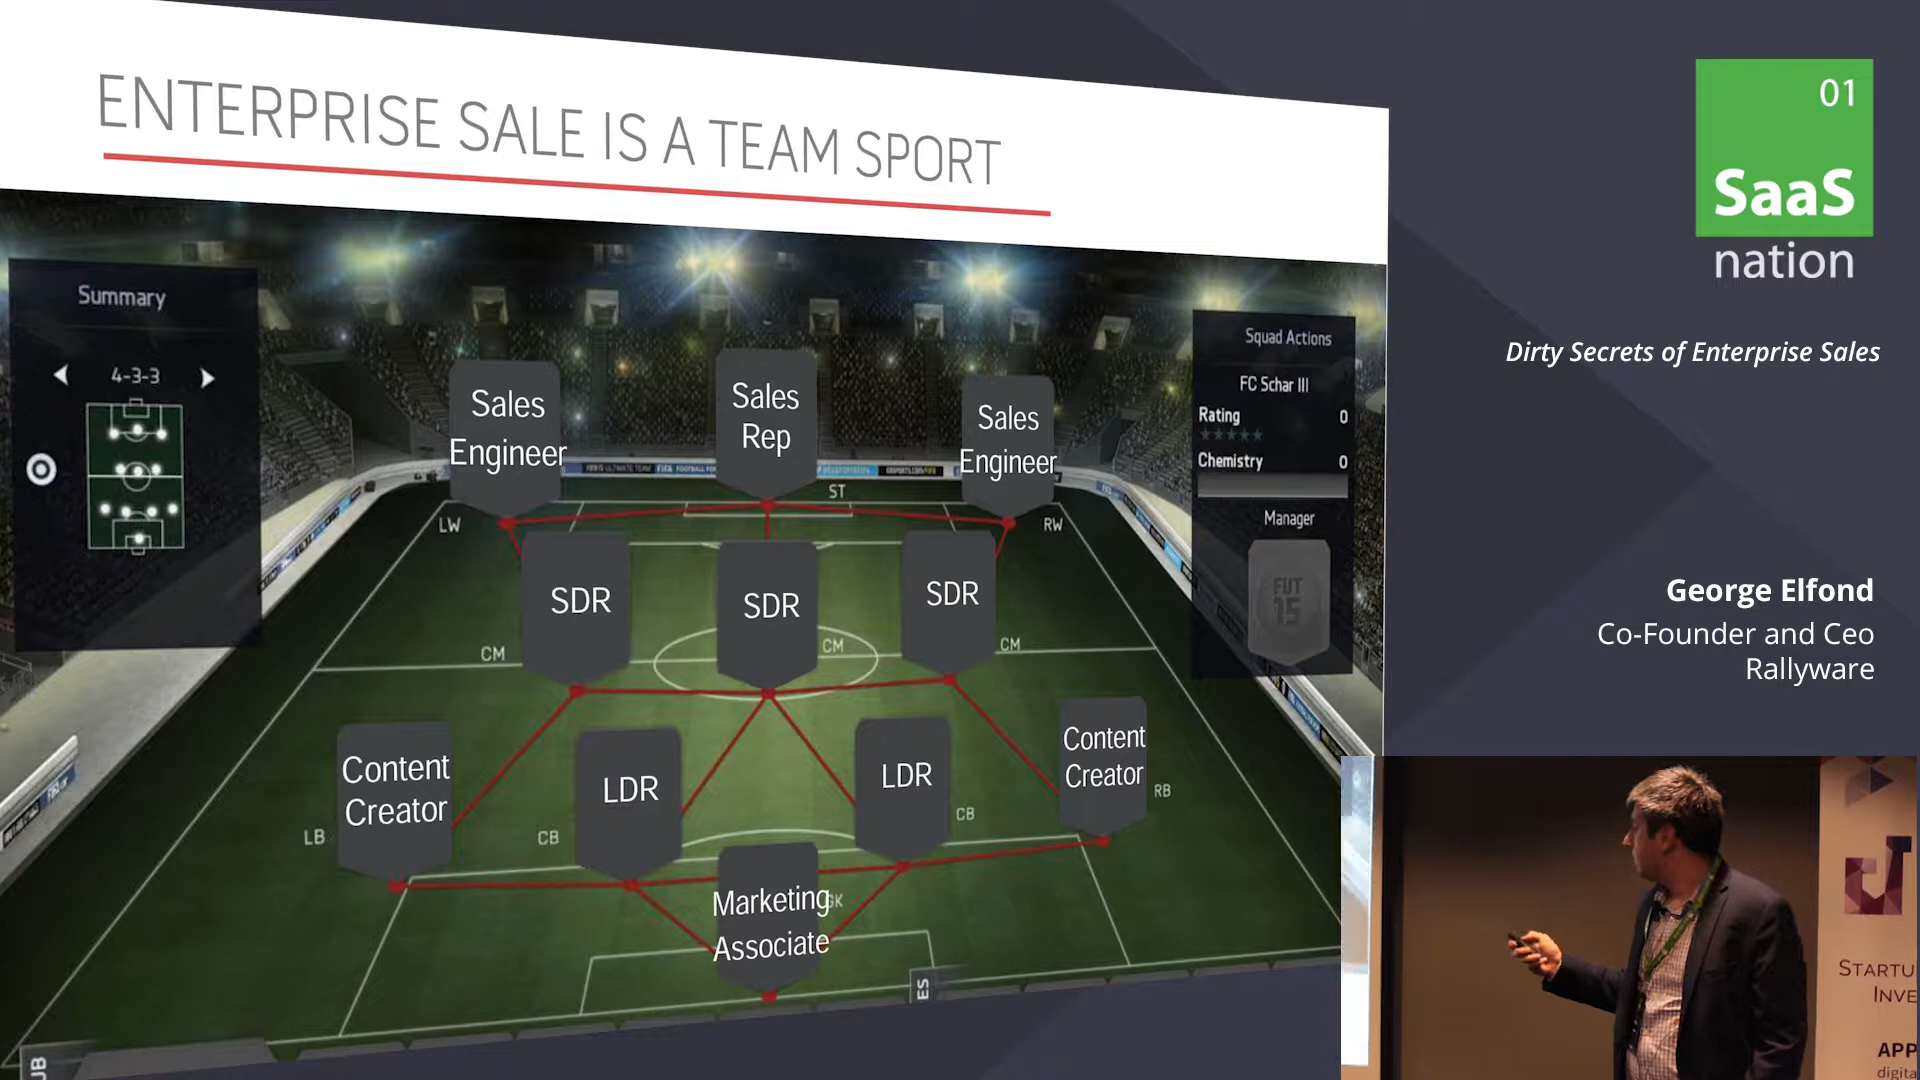 ENTERPRISE SALE IS A TEAM SPORT
Summary
4-3-3
Sales
Engineer
Sales
Rep
Sales
Engineer
ST
LW
RW
SDR
SDR
SDR
CM
CM
CM
Content
Creator
LDR
LDR
Content
Creator
LB
CB
CB
RB
Marketing
Associate
GK
ES
UB
Squad Actions
FC Schar III
Rating 0
Chemistry 0
Manager
FUT
15
01
SaaS
nation
Dirty Secrets of Enterprise Sales
George Elfond
Co-Founder and Ceo
Rallyware
STARTU
INVE
APP
digita